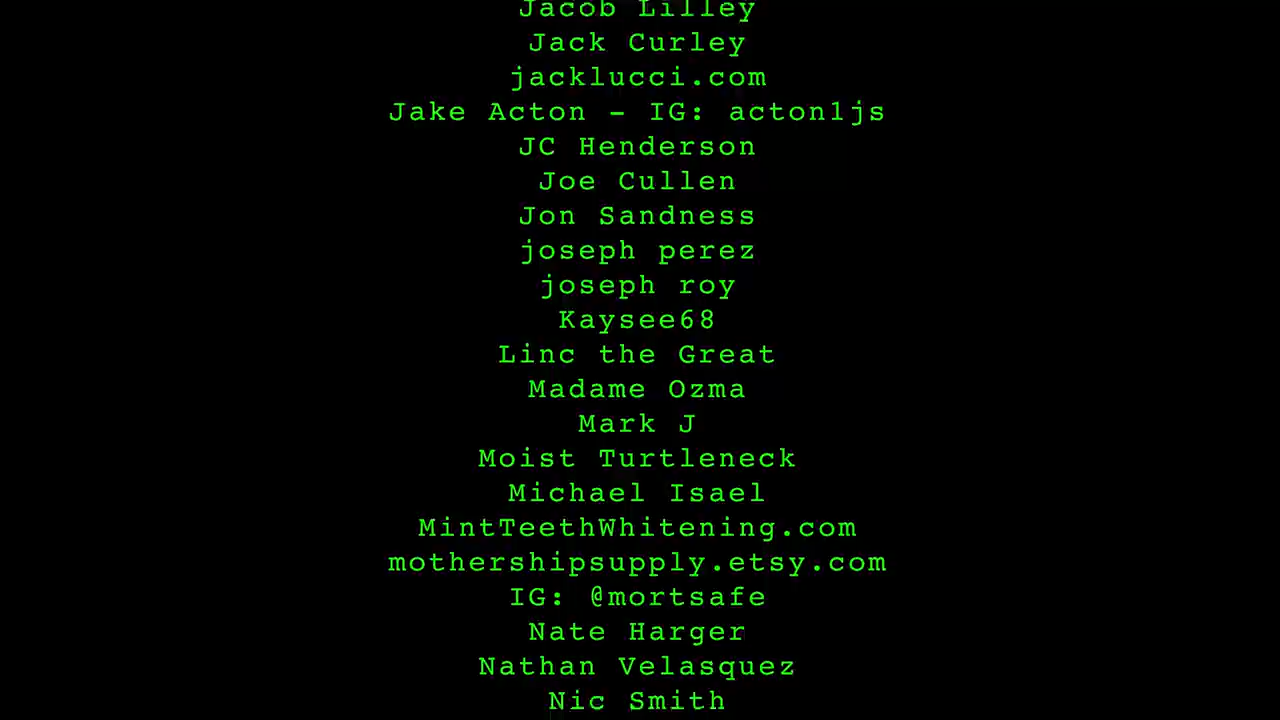 Jacob Lilley
Jack Curley
jacklucci.com
Jake Acton - IG: acton1js
JC Henderson
Joe Cullen
Jon Sandness
joseph perez
joseph roy
Kaysee68
Linc the Great
Madame Ozma
Mark J
Moist Turtleneck
Michael Isael
MintTeethWhitening.com
mothershipsupply.etsy.com
IG: @mortsafe
Nate Harger
Nathan Velasquez
Nic Smith